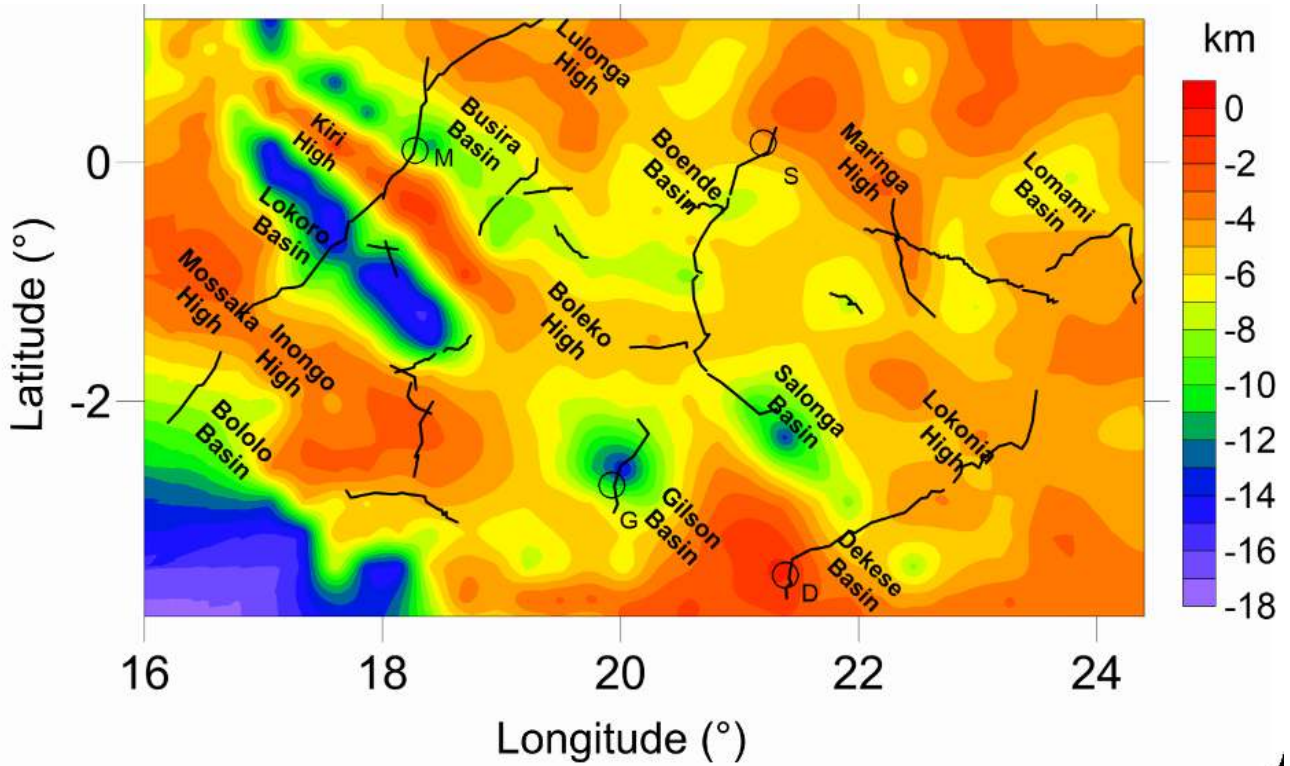 km
0
-2
-4
-6
-8
-10
-12
-14
-16
-18
Lulonga
High
Busira
Basin
Kiri
High
M
Boende
Basin
S
Maringa
High
Lomami
Basin
Lokoro
Basin
Mossaka
High
Inongo
High
Boleko
High
Salonga
Basin
Lokonia
High
Bololo
Basin
G
Gilson
Basin
D
Dekese
Basin
0
-2
Latitude (°)
16
18
20
22
24
Longitude (°)